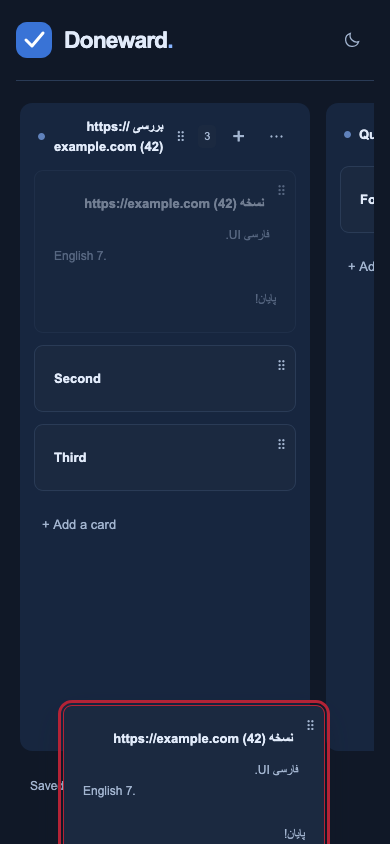 Doneward.
بررسی https://
example.com (42)
3
Qu
نسخه https://example.com (42)
فارسی UI.
English 7.
پایان!
Fo
+ Ad
Second
Third
+ Add a card
Saved
نسخه https://example.com (42)
فارسی UI.
English 7.
پایان!